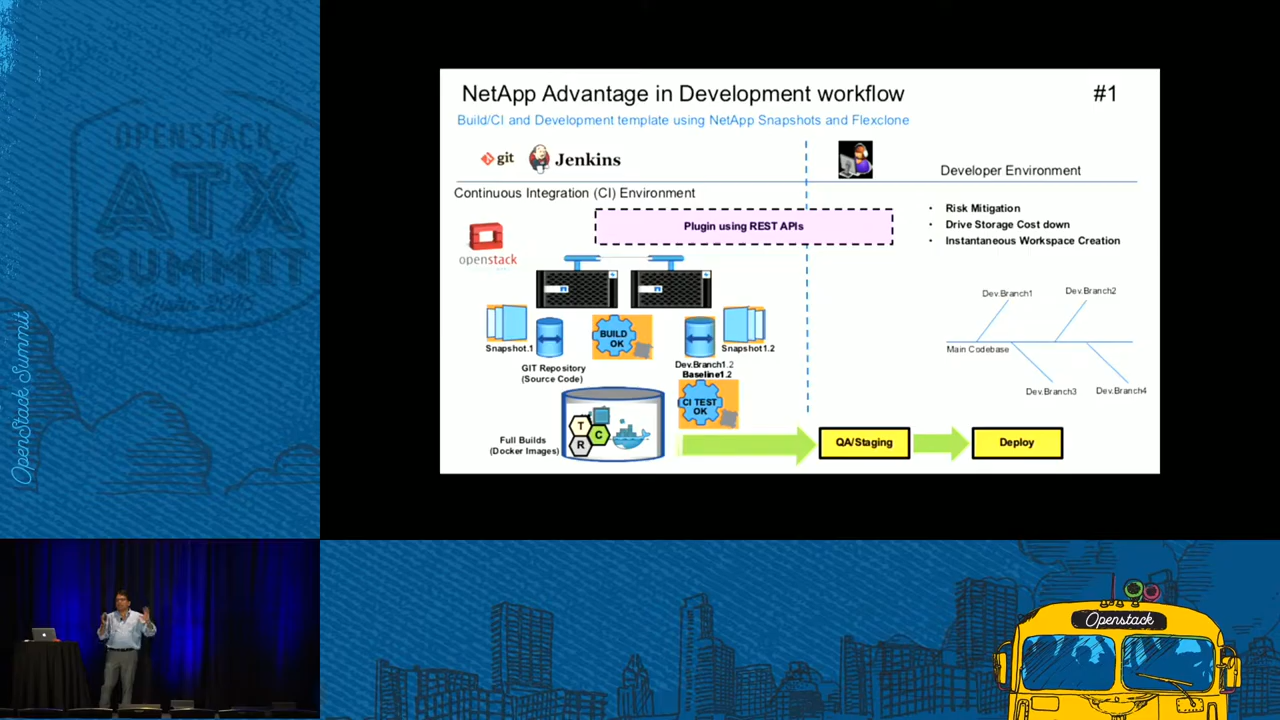 OPENSTACK
ATX
SUMMIT
OpenStack Summit
NetApp Advantage in Development workflow
#1
Build/CI and Development template using NetApp Snapshots and Flexclone
git
Jenkins
Developer Environment
Continuous Integration (CI) Environment
Plugin using REST APIs
• Risk Mitigation
• Drive Storage Cost down
• Instantaneous Workspace Creation
openstack
Dev.Branch1
Dev.Branch2
Main Codebase
Dev.Branch3
Dev.Branch4
BUILD
OK
Snapshot.1
Snapshot1.2
GIT Repository
(Source Code)
Dev.Branch1.2
Baseline1.2
CI TEST
OK
Full Builds
(Docker Images)
T
C
R
QA/Staging
Deploy
Openstack